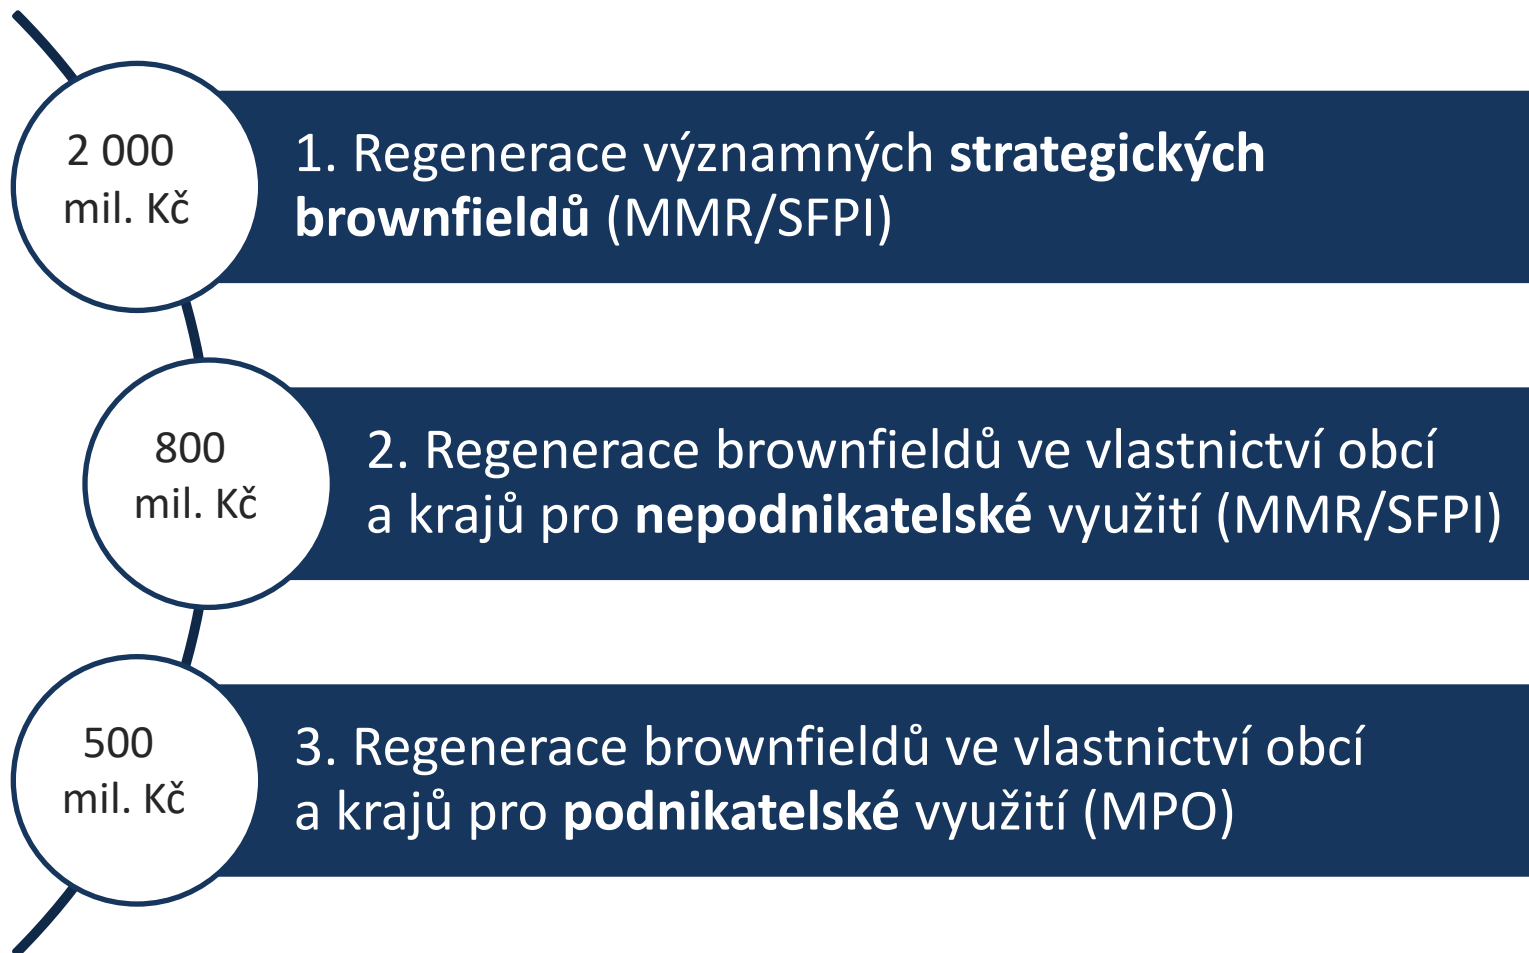 2 000
mil. Kč
1. Regenerace významných strategických
brownfieldů (MMR/SFPI)
800
mil. Kč
2. Regenerace brownfieldů ve vlastnictví obcí
a krajů pro nepodnikatelské využití (MMR/SFPI)
500
mil. Kč
3. Regenerace brownfieldů ve vlastnictví obcí
a krajů pro podnikatelské využití (MPO)